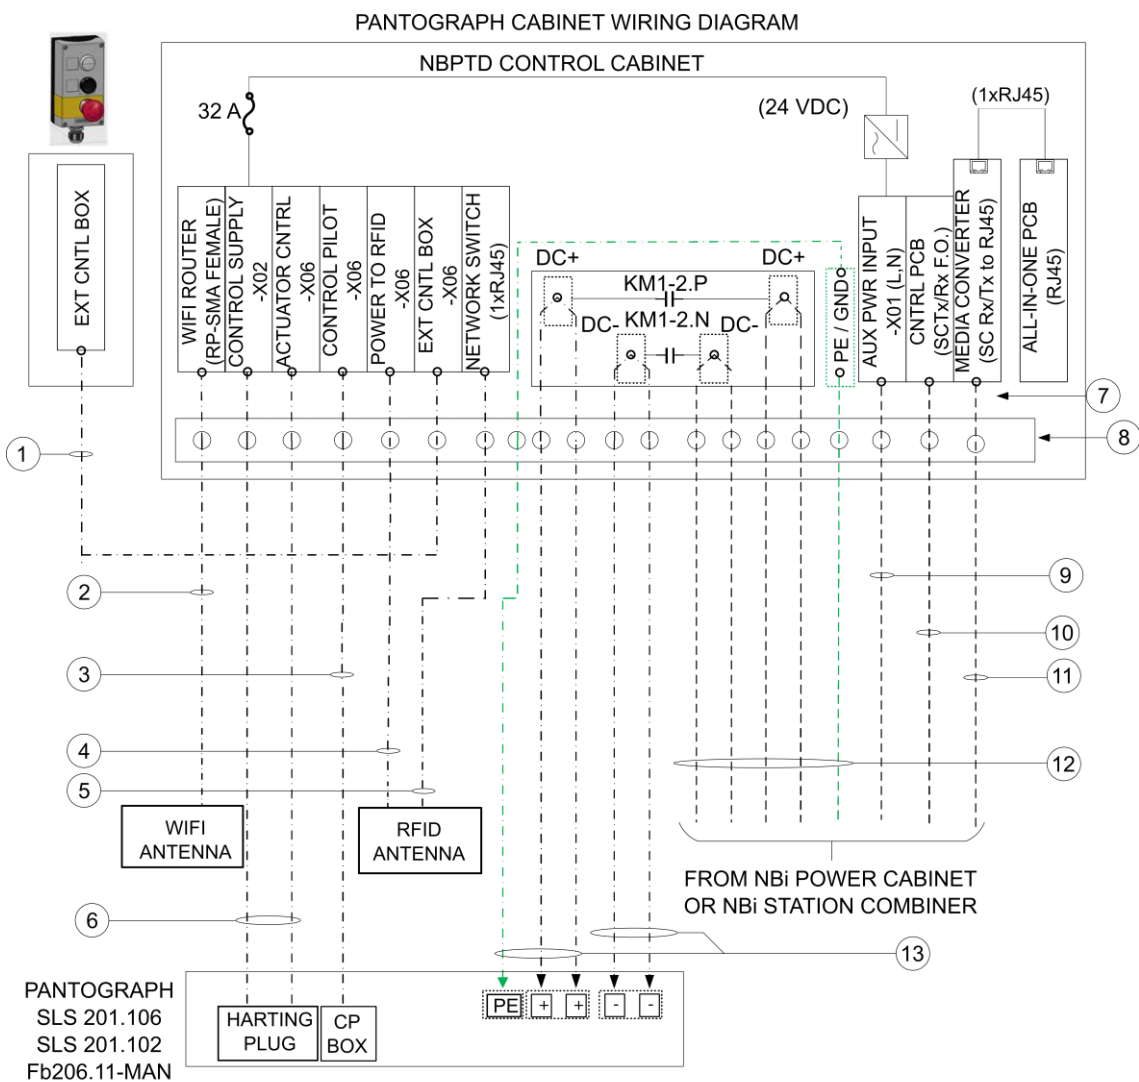 PANTOGRAPH CABINET WIRING DIAGRAM
NBPTD CONTROL CABINET
32 A
(24 VDC)
(1xRJ45)
EXT CNTL BOX
WIFI ROUTER
(RP-SMA FEMALE)
CONTROL SUPPLY
-X02
ACTUATOR CNTRL
-X06
CONTROL PILOT
-X06
POWER TO RFID
-X06
EXT CNTL BOX
-X06
NETWORK SWITCH
(1xRJ45)
DC+
DC+
KM1-2.P
DC-
KM1-2.N
DC-
PE / GND
AUX PWR INPUT
-X01 (L,N)
CNTRL PCB
(SCTx/Rx F.O.)
MEDIA CONVERTER
(SC Rx/Tx to RJ45)
ALL-IN-ONE PCB
(RJ45)
7
8
1
2
9
10
3
11
4
12
5
WIFI
ANTENNA
RFID
ANTENNA
FROM NBi POWER CABINET
OR NBi STATION COMBINER
6
13
PANTOGRAPH
SLS 201.106
SLS 201.102
Fb206.11-MAN
HARTING
PLUG
CP
BOX
PE
+
+
-
-